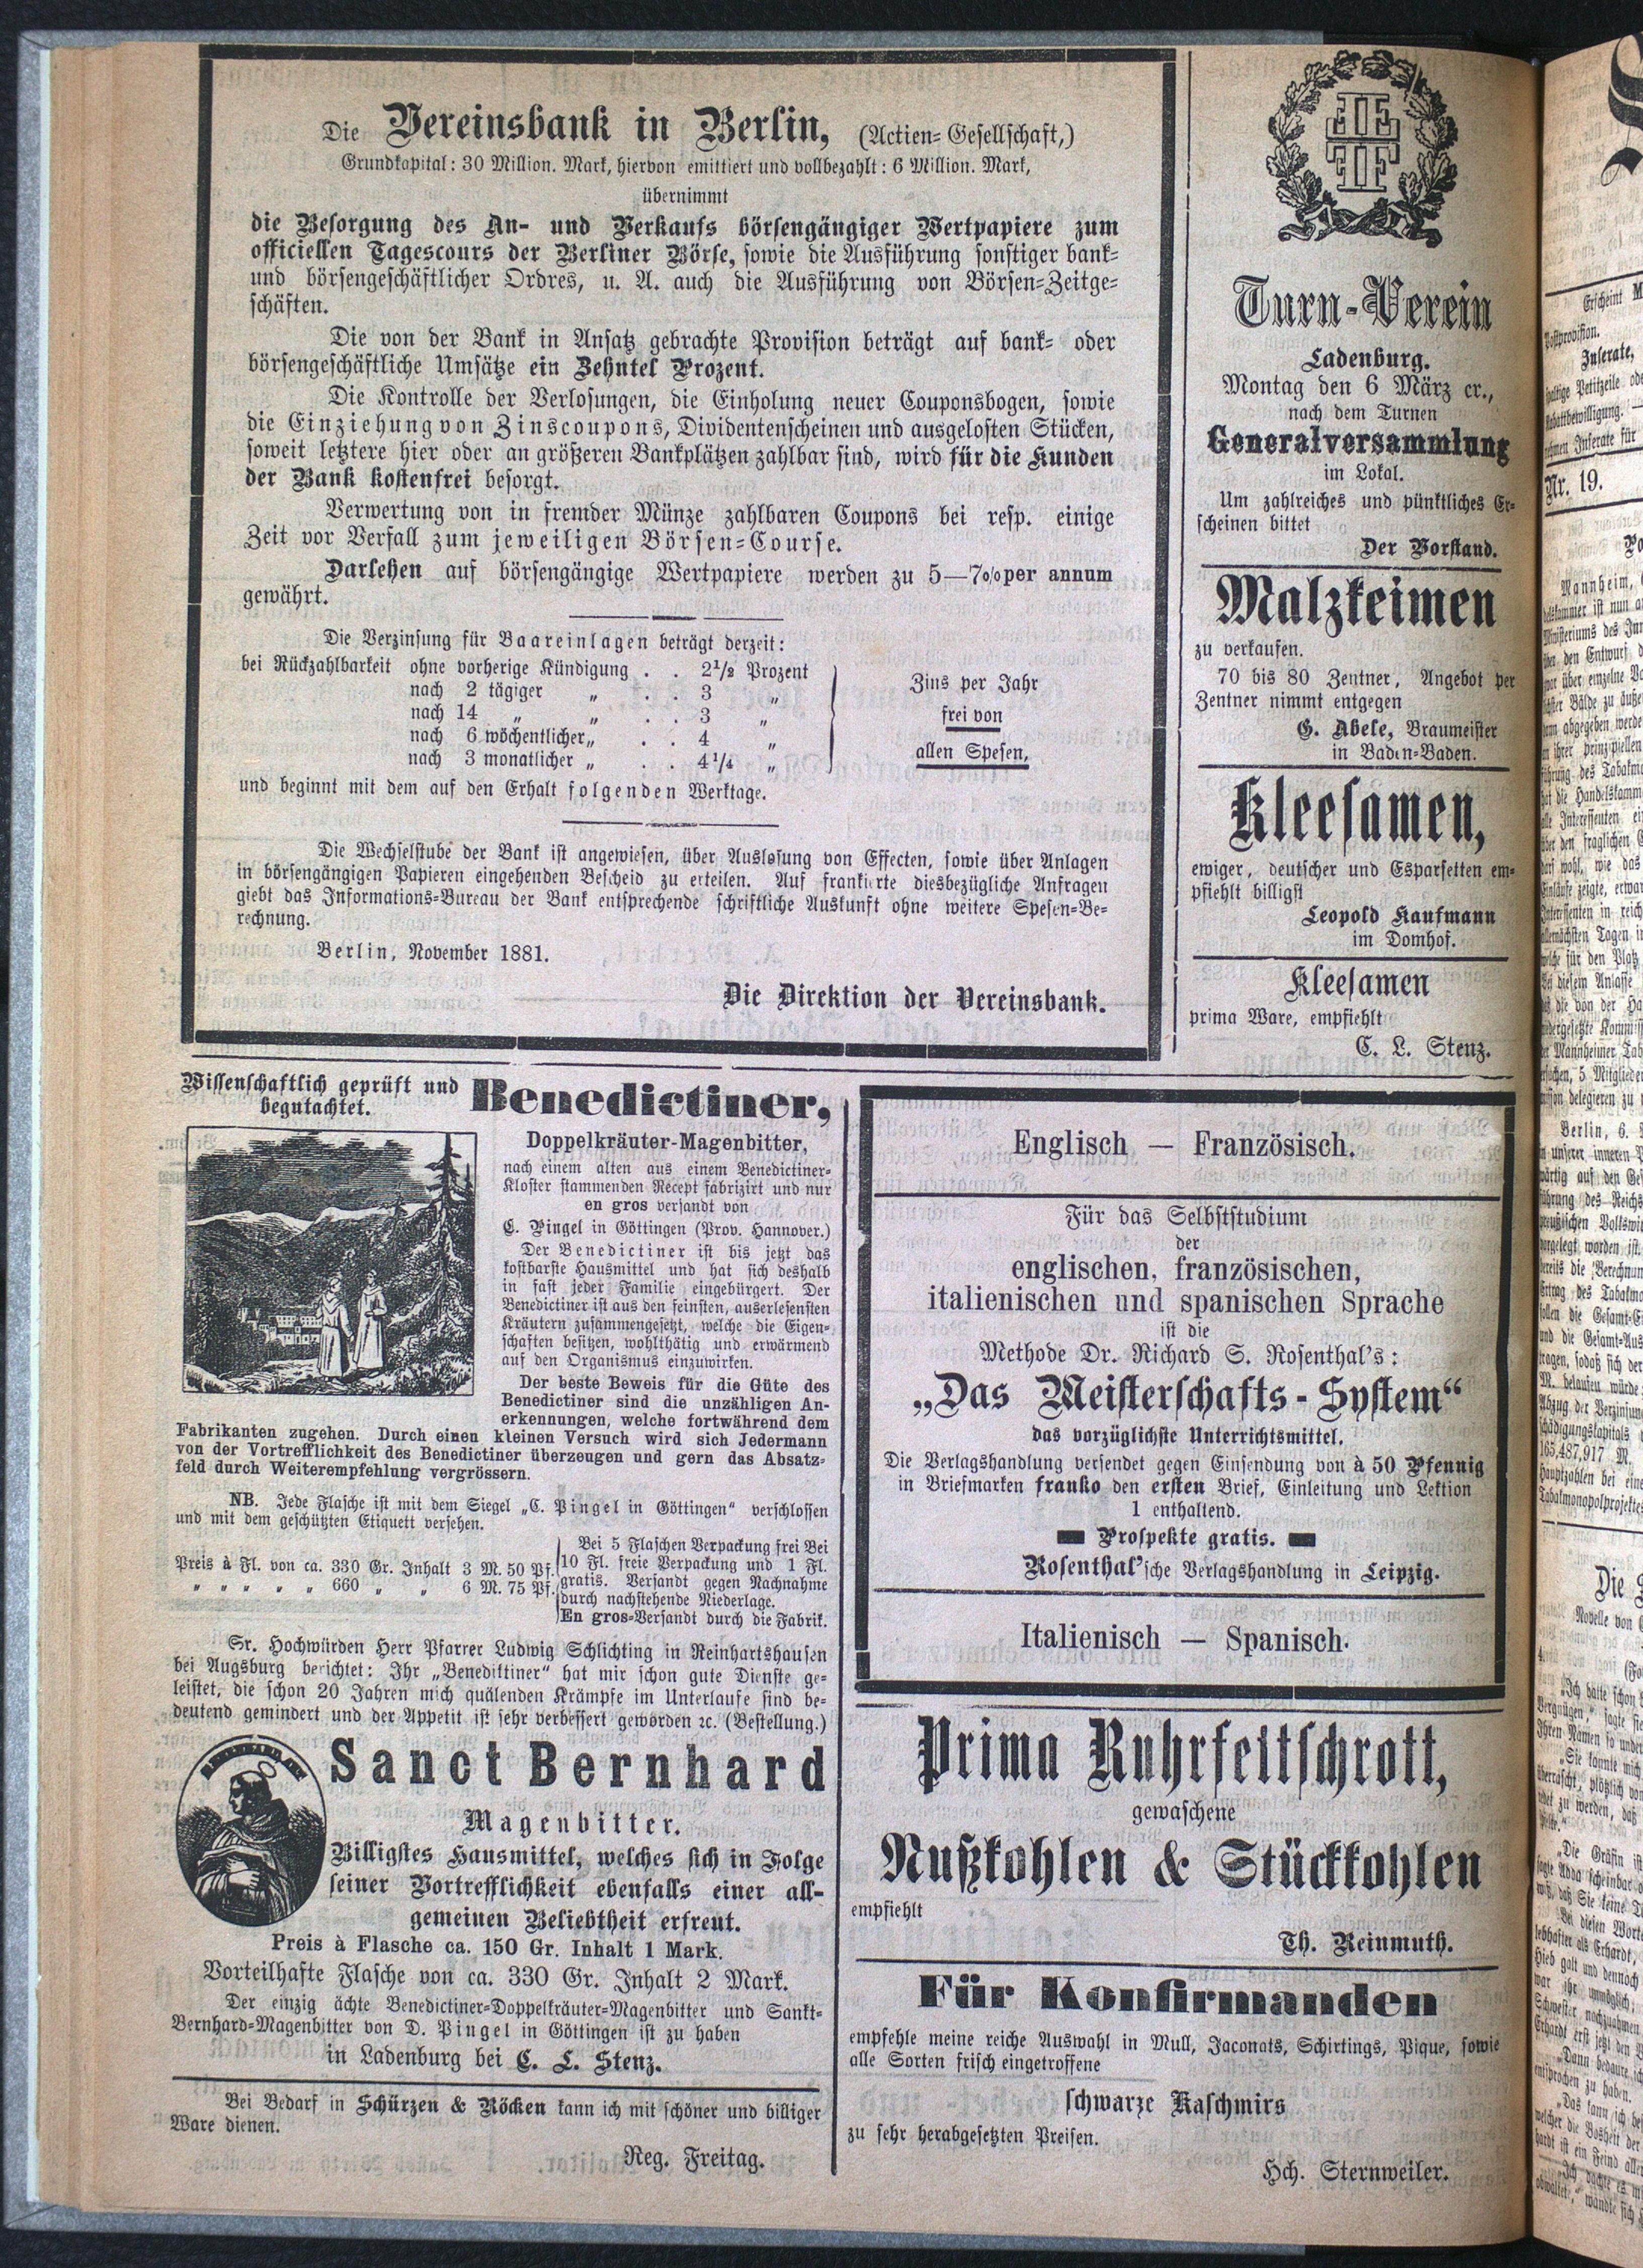 Die Vereinsbank in Berlin, (Actien=Gesellschaft,)
Grundkapital: 30 Million. Mark, hiervon emittiert und vollbezahlt: 6 Million. Mark,
übernimmt
die Besorgung des An- und Verkaufs börsengängiger Wertpapiere zum
officiellen Tagescours der Berliner Börse, sowie die Ausführung sonstiger bank=
und börsengeschäftlicher Ordres, u. A. auch die Ausführung von Börsen=Zeitge=
schäften.
Die von der Bank in Ansatz gebrachte Provision beträgt auf bank= oder
börsengeschäftliche Umsätze ein Zehntel Prozent.
Die Kontrolle der Verlosungen, die Einholung neuer Couponsbogen, sowie
die Einziehung von Zinscoupons, Dividentenscheinen und ausgelosten Stücken,
soweit letztere hier oder an größeren Bankplätzen zahlbar sind, wird für die Kunden
der Bank kostenfrei besorgt.
Verwertung von in fremder Münze zahlbaren Coupons bei resp. einige
Zeit vor Verfall zum jeweiligen Börsen=Course.
Darlehen auf börsengängige Wertpapiere werden zu 5—7% per annum
gewährt.
Die Verzinsung für Baareinlagen beträgt derzeit:
bei Rückzahlbarkeit ohne vorherige Kündigung . . 2½ Prozent
nach 2 tägiger „ . . 3 „
nach 14 „ „ . . 3 „
nach 6 wöchentlicher „ . . 4 „
nach 3 monatlicher „ . . 4¼ „
Zins per Jahr
frei von
allen Spesen,
und beginnt mit dem auf den Erhalt folgenden Werktage.
Die Wechselstube der Bank ist angewiesen, über Auslosung von Effecten, sowie über Anlagen
in börsengängigen Papieren eingehenden Bescheid zu erteilen. Auf frankirte diesbezügliche Anfragen
giebt das Informations=Bureau der Bank entsprechende schriftliche Auskunft ohne weitere Spesen=Be=
rechnung.
Berlin, November 1881.
Die Direktion der Vereinsbank.
Turn-Verein
Ladenburg.
Montag den 6 März cr.,
nach dem Turnen
Generalversammlung
im Lokal.
Um zahlreiches und pünktliches Er=
scheinen bittet
Der Vorstand.
Malzkeimen
zu verkaufen.
70 bis 80 Zentner, Angebot per
Zentner nimmt entgegen
G. Abele, Braumeister
in Baden=Baden.
Kleesamen,
ewiger, deutscher und Esparsetten em=
pfiehlt billigst
Leopold Kaufmann
im Domhof.
Kleesamen
prima Ware, empfiehlt
C. L. Stenz.
Wissenschaftlich geprüft und
begutachtet.
Benedictiner,
Doppelkräuter-Magenbitter,
nach einem alten aus einem Benedictiner=
Kloster stammenden Recept fabrizirt und nur
en gros versandt von
C. Pingel in Göttingen (Prov. Hannover.)
Der Benedictiner ist bis jetzt das
kostbarste Hausmittel und hat sich deshalb
in fast jeder Familie eingebürgert. Der
Benedictiner ist aus den feinsten, auserlesensten
Kräutern zusammengesetzt, welche die Eigen=
schaften besitzen, wohlthätig und erwärmend
auf den Organismus einzuwirken.
Der beste Beweis für die Güte des
Benedictiner sind die unzähligen An-
erkennungen, welche fortwährend dem
Fabrikanten zugehen. Durch einen kleinen Versuch wird sich Jedermann
von der Vortrefflichkeit des Benedictiner überzeugen und gern das Absatz-
feld durch Weiterempfehlung vergrössern.
NB. Jede Flasche ist mit dem Siegel „C. Pingel in Göttingen“ verschlossen
und mit dem geschützten Etiquett versehen.
Preis à Fl. von ca. 330 Gr. Inhalt 3 M. 50 Pf.
„ „ „ „ „ 660 „ „ 6 M. 75 Pf.
Bei 5 Flaschen Verpackung frei Bei
10 Fl. freie Verpackung und 1 Fl.
gratis. Versandt gegen Nachnahme
durch nachstehende Niederlage.
En gros=Versandt durch die Fabrik.
Sr. Hochwürden Herr Pfarrer Ludwig Schlichting in Reinhartshausen
bei Augsburg berichtet: Ihr „Benediktiner“ hat mir schon gute Dienste ge=
leistet, die schon 20 Jahren mich quälenden Krämpfe im Unterlaufe sind be=
deutend gemindert und der Appetit ist sehr verbessert geworden ꝛc. (Bestellung.)
Sanct Bernhard
Magenbitter.
Billigstes Hausmittel, welches sich in Folge
seiner Vortrefflichkeit ebenfalls einer all-
gemeinen Beliebtheit erfreut.
Preis à Flasche ca. 150 Gr. Inhalt 1 Mark.
Vorteilhafte Flasche von ca. 330 Gr. Inhalt 2 Mark.
Der einzig ächte Benedictiner=Doppelkräuter=Magenbitter und Sankt=
Bernhard=Magenbitter von D. Pingel in Göttingen ist zu haben
in Ladenburg bei C. L. Stenz.
Bei Bedarf in Schürzen & Röcken kann ich mit schöner und billiger
Ware dienen.
Reg. Freitag.
Englisch — Französisch.
Für das Selbststudium
der
englischen, französischen,
italienischen und spanischen Sprache
ist die
Methode Dr. Richard S. Rosenthal's:
„Das Meisterschafts-System“
das vorzüglichste Unterrichtsmittel.
Die Verlagshandlung versendet gegen Einsendung von à 50 Pfennig
in Briefmarken franko den ersten Brief, Einleitung und Lektion
1 enthaltend.
Prospekte gratis.
Rosenthal'sche Verlagshandlung in Leipzig.
Italienisch — Spanisch.
Prima Ruhrfettschrott,
gewaschene
Nußkohlen & Stückkohlen
empfiehlt
Th. Reinmuth.
Für Konfirmanden
empfehle meine reiche Auswahl in Mull, Jaconats, Schirtings, Pique, sowie
alle Sorten frisch eingetroffene
schwarze Kaschmirs
zu sehr herabgesetzten Preisen.
Hch. Sternweiler.
Erscheint
Postprovision.
Inserate,
Nr. 19.
Mannheim,
Berlin, 6.
165,487,917 M.
Die
Novelle von